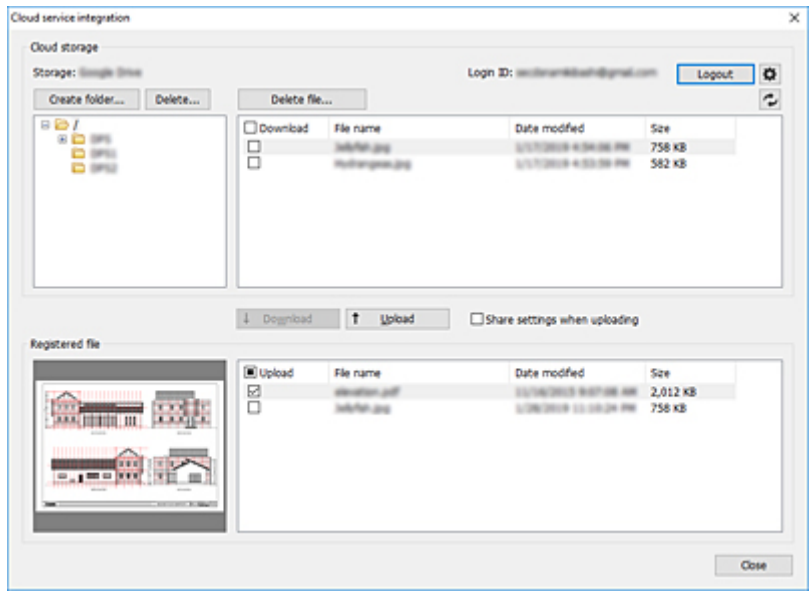 Cloud service integration
Cloud storage
Storage:
Login ID:
Logout
Create folder...
Delete...
Delete file...
/
Download
File name
Date modified
Size
758 KB
582 KB
↓ Download
↑ Upload
Share settings when uploading
Registered file
Upload
File name
Date modified
Size
2,012 KB
758 KB
Close